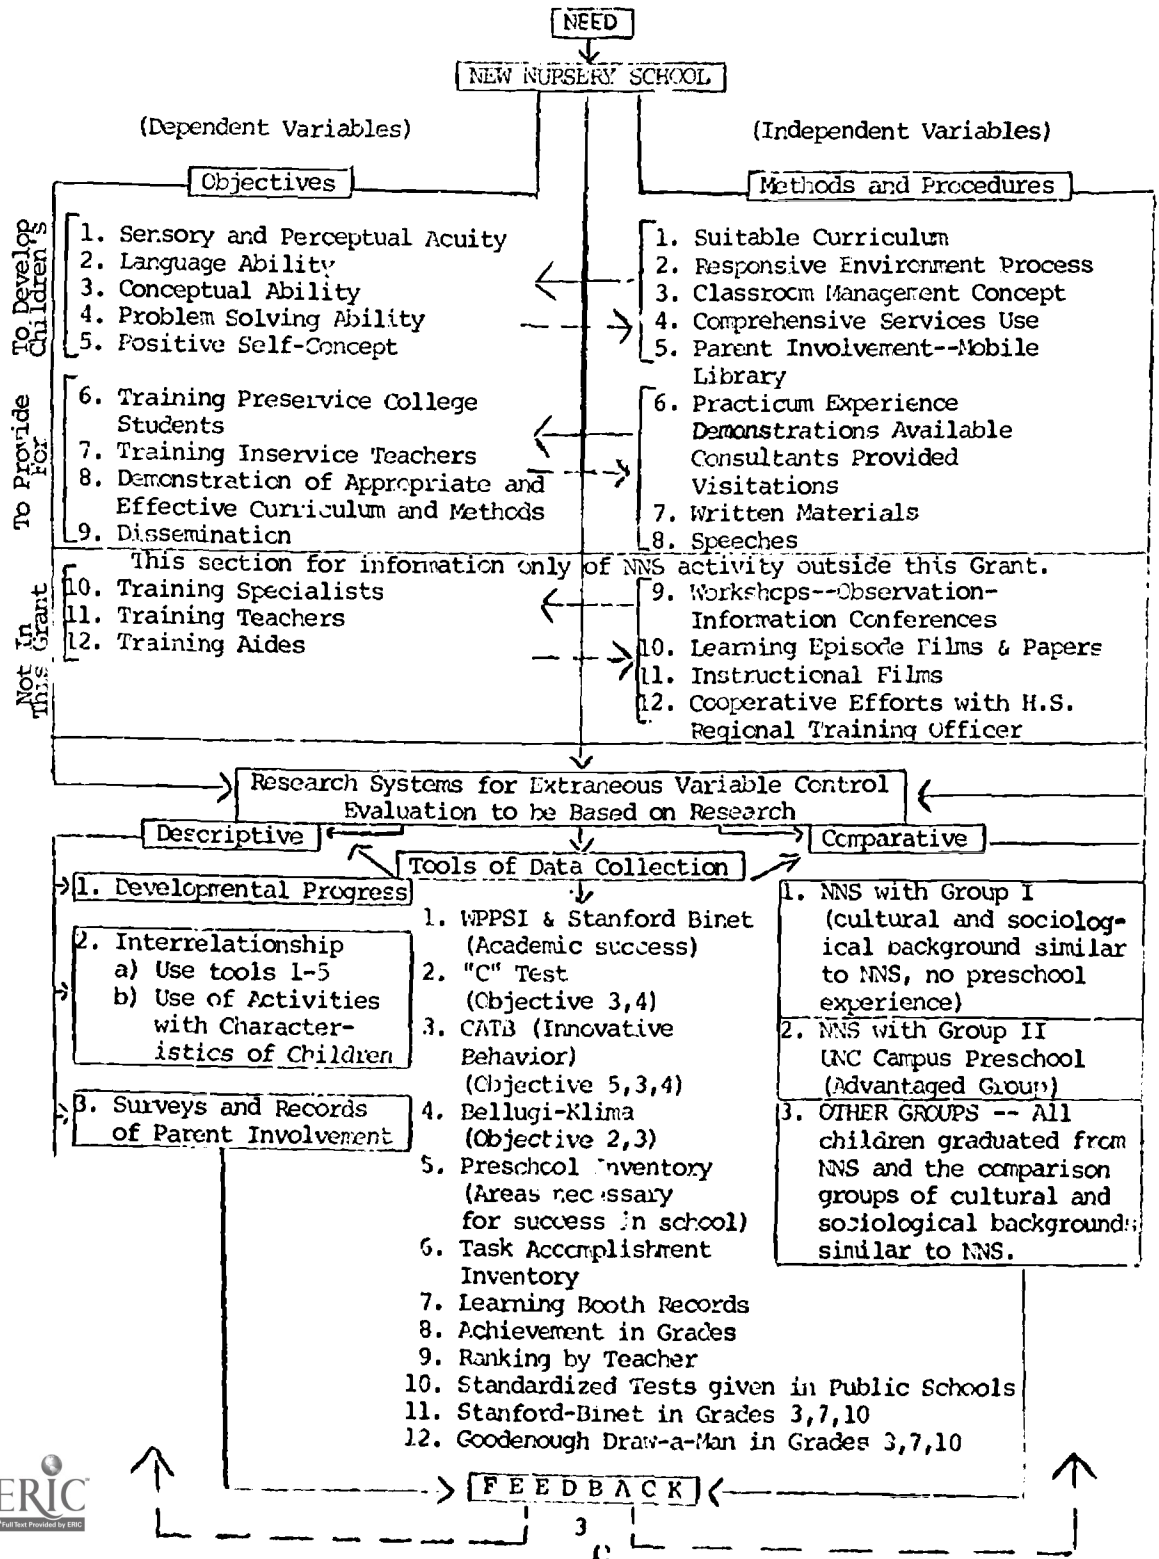 NEED
NEW NURSERY SCHOOL
(Dependent Variables)
(Independent Variables)
Objectives
Methods and Procedures
To Develop
Children's
1. Sensory and Perceptual Acuity
2. Language Ability
3. Conceptual Ability
4. Problem Solving Ability
5. Positive Self-Concept
1. Suitable Curriculum
2. Responsive Environment Process
3. Classroom Management Concept
4. Comprehensive Services Use
5. Parent Involvement--Mobile
Library
To Provide
For
6. Training Preservice College
Students
7. Training Inservice Teachers
8. Demonstration of Appropriate and
Effective Curriculum and Methods
9. Dissemination
6. Practicum Experience
Demonstrations Available
Consultants Provided
Visitations
7. Written Materials
8. Speeches
This section for information only of NNS activity outside this Grant.
Not In
This Grant
10. Training Specialists
11. Training Teachers
12. Training Aides
9. Workshops--Observation-
Information Conferences
10. Learning Episode Films & Papers
11. Instructional Films
12. Cooperative Efforts with H.S.
Regional Training Officer
Research Systems for Extraneous Variable Control
Evaluation to be Based on Research
Descriptive
Comparative
Tools of Data Collection
1. Developmental Progress
2. Interrelationship
a) Use tools 1-5
b) Use of Activities
with Character-
istics of Children
3. Surveys and Records
of Parent Involvement
1. WPPSI & Stanford Binet
(Academic success)
2. "C" Test
(Objective 3,4)
3. CATB (Innovative
Behavior)
(Objective 5,3,4)
4. Bellugi-Klima
(Objective 2,3)
5. Preschool Inventory
(Areas necessary
for success in school)
6. Task Accomplishment
Inventory
7. Learning Booth Records
8. Achievement in Grades
9. Ranking by Teacher
10. Standardized Tests given in Public Schools
11. Stanford-Binet in Grades 3,7,10
12. Goodenough Draw-a-Man in Grades 3,7,10
1. NNS with Group I
(cultural and sociolog-
ical background similar
to NNS, no preschool
experience)
2. NNS with Group II
UNC Campus Preschool
(Advantaged Group)
3. OTHER GROUPS -- All
children graduated from
NNS and the comparison
groups of cultural and
sociological backgrounds
similar to NNS.
F E E D B A C K
3
ERIC
Full Text Provided by ERIC